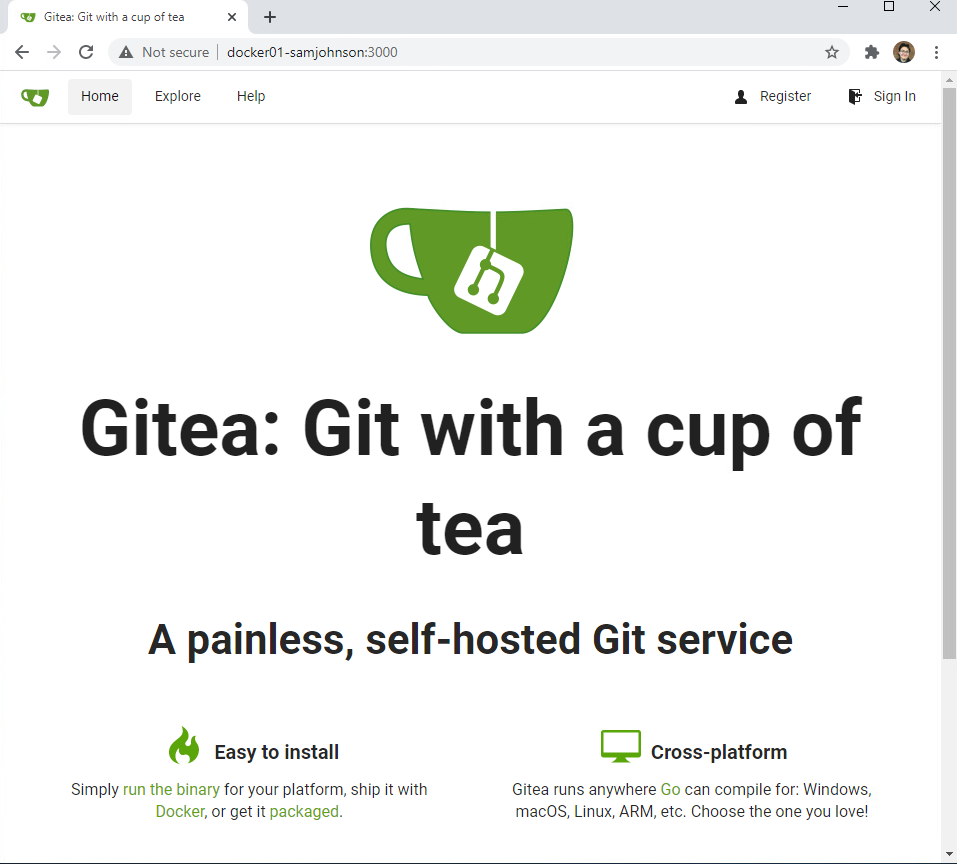 Gitea: Git with a cup of tea
Not secure | docker01-samjohnson:3000
Home Explore Help Register Sign In
Gitea: Git with a cup of
tea
A painless, self-hosted Git service
Easy to install
Simply run the binary for your platform, ship it with
Docker, or get it packaged.
Cross-platform
Gitea runs anywhere Go can compile for: Windows,
macOS, Linux, ARM, etc. Choose the one you love!